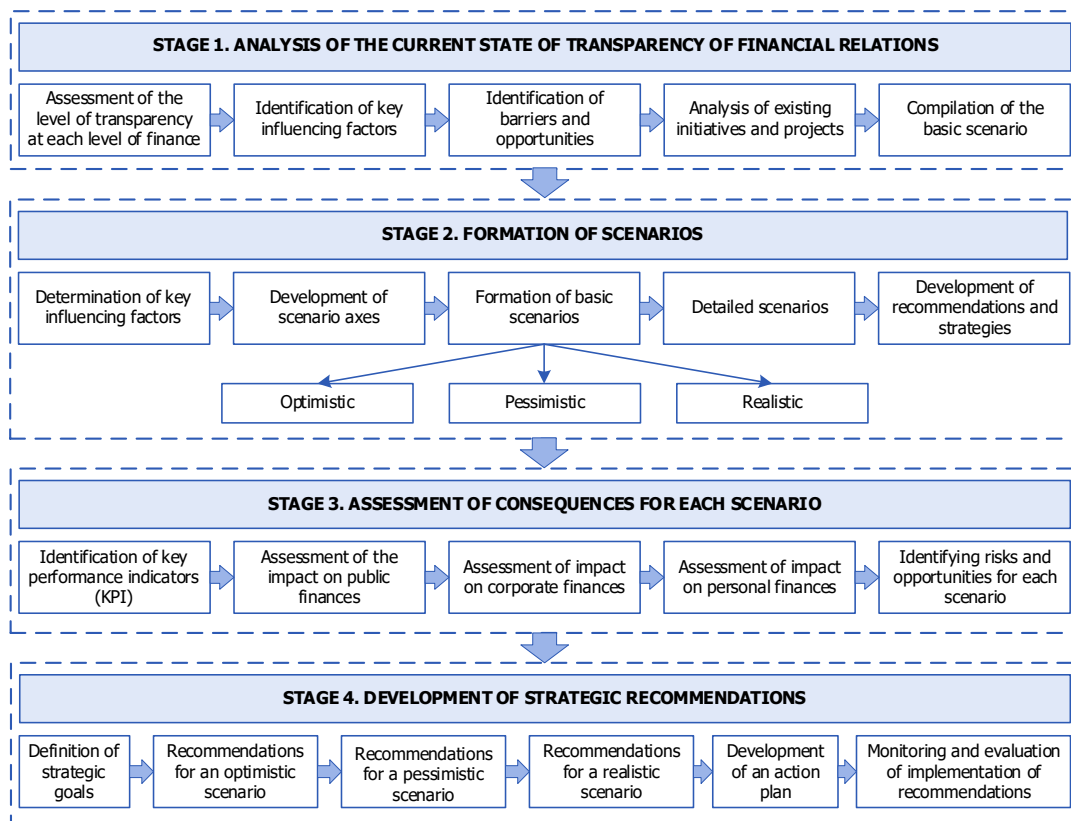 STAGE 1. ANALYSIS OF THE CURRENT STATE OF TRANSPARENCY OF FINANCIAL RELATIONS
Assessment of the
level of transparency
at each level of finance
Identification of key
influencing factors
Identification of
barriers and
opportunities
Analysis of existing
initiatives and projects
Compilation of the
basic scenario
STAGE 2. FORMATION OF SCENARIOS
Determination of key
influencing factors
Development of
scenario axes
Formation of basic
scenarios
Detailed scenarios
Development of
recommendations and
strategies
Optimistic
Pessimistic
Realistic
STAGE 3. ASSESSMENT OF CONSEQUENCES FOR EACH SCENARIO
Identification of key
performance indicators
(KPI)
Assessment of the
impact on public
finances
Assessment of impact
on corporate finances
Assessment of impact
on personal finances
Identifying risks and
opportunities for each
scenario
STAGE 4. DEVELOPMENT OF STRATEGIC RECOMMENDATIONS
Definition of
strategic
goals
Recommendations
for an optimistic
scenario
Recommendations
for a pessimistic
scenario
Recommendations
for a realistic
scenario
Development
of an action
plan
Monitoring and evaluation
of implementation of
recommendations